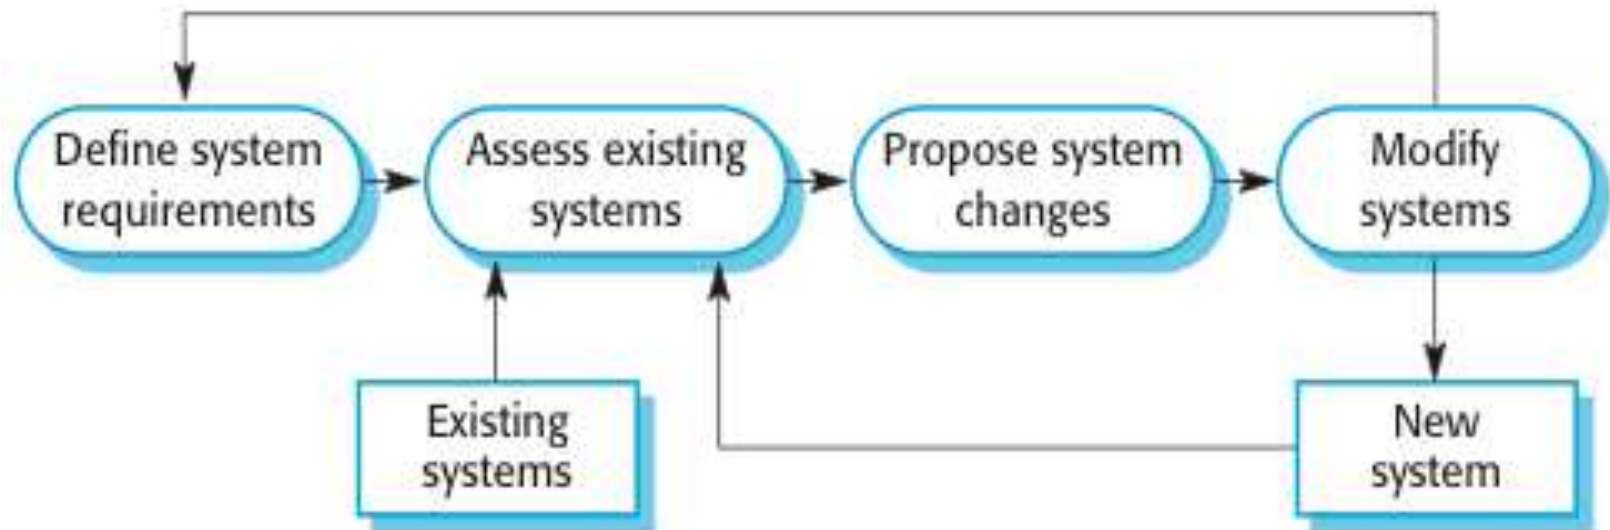 Define system
requirements
Assess existing
systems
Propose system
changes
Modify
systems
Existing
systems
New
system